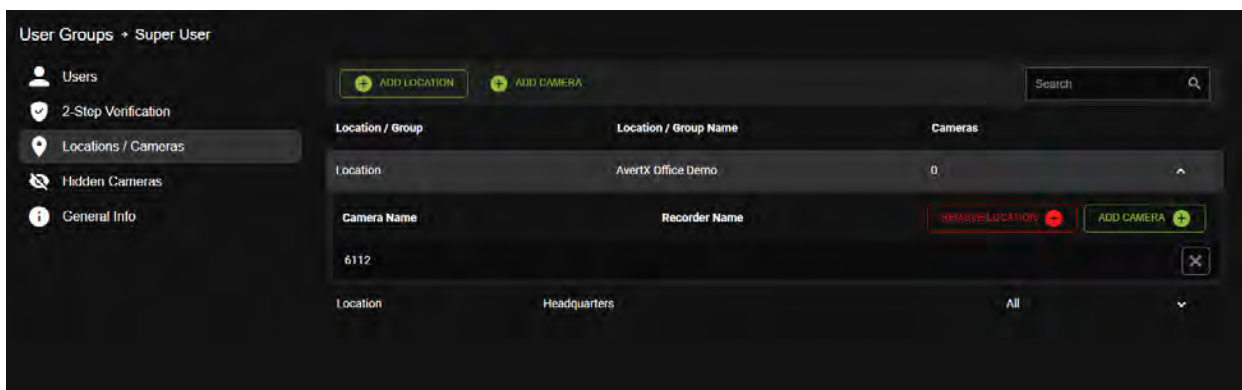 User Groups → Super User
Users
2-Step Verification
Locations / Cameras
Hidden Cameras
General Info
ADD LOCATION ADD CAMERA Search
Location / Group Location / Group Name Cameras
Location AvertX Office Demo 0
Camera Name Recorder Name REMOVE LOCATION ADD CAMERA
6112
Location Headquarters All